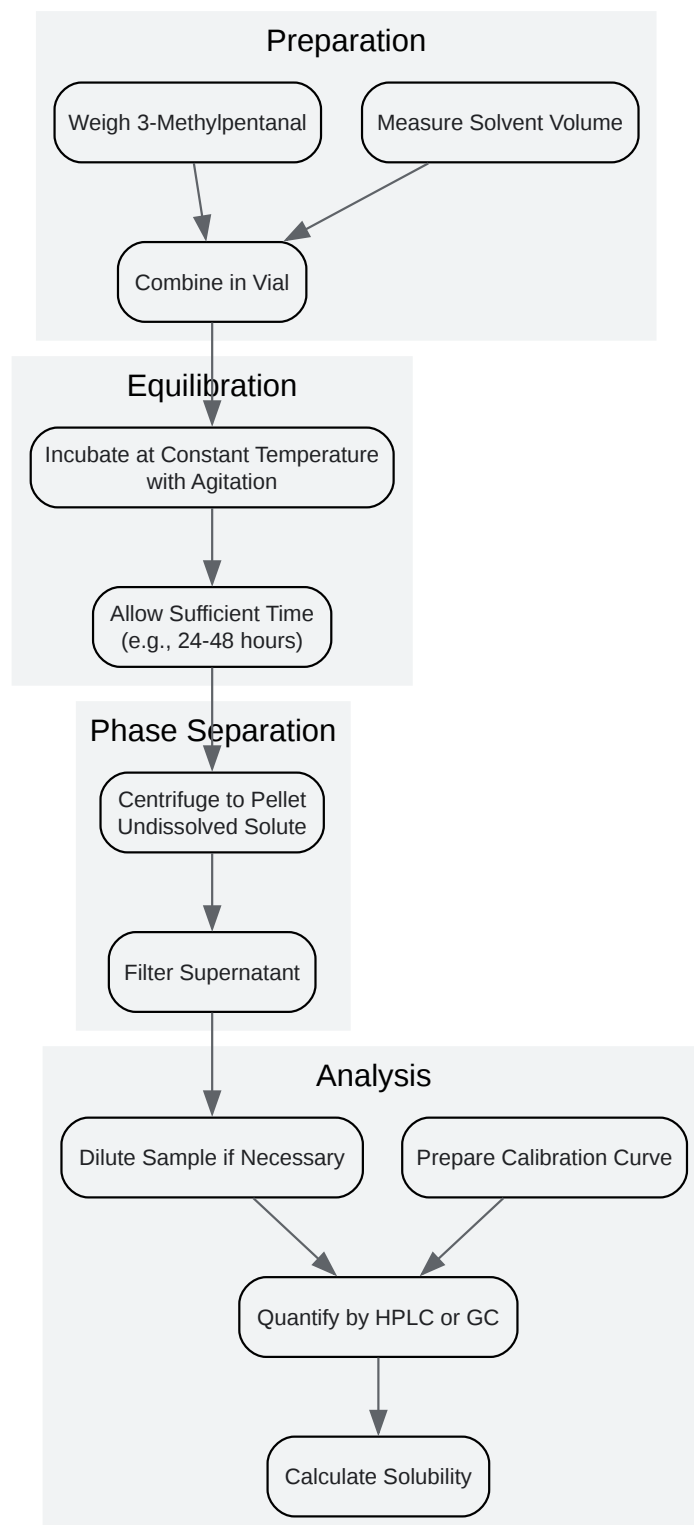 Preparation
Weigh 3-Methylpentanal
Measure Solvent Volume
Combine in Vial
Equilibration
Incubate at Constant Temperature
with Agitation
Allow Sufficient Time
(e.g., 24-48 hours)
Phase Separation
Centrifuge to Pellet
Undissolved Solute
Filter Supernatant
Analysis
Dilute Sample if Necessary
Prepare Calibration Curve
Quantify by HPLC or GC
Calculate Solubility